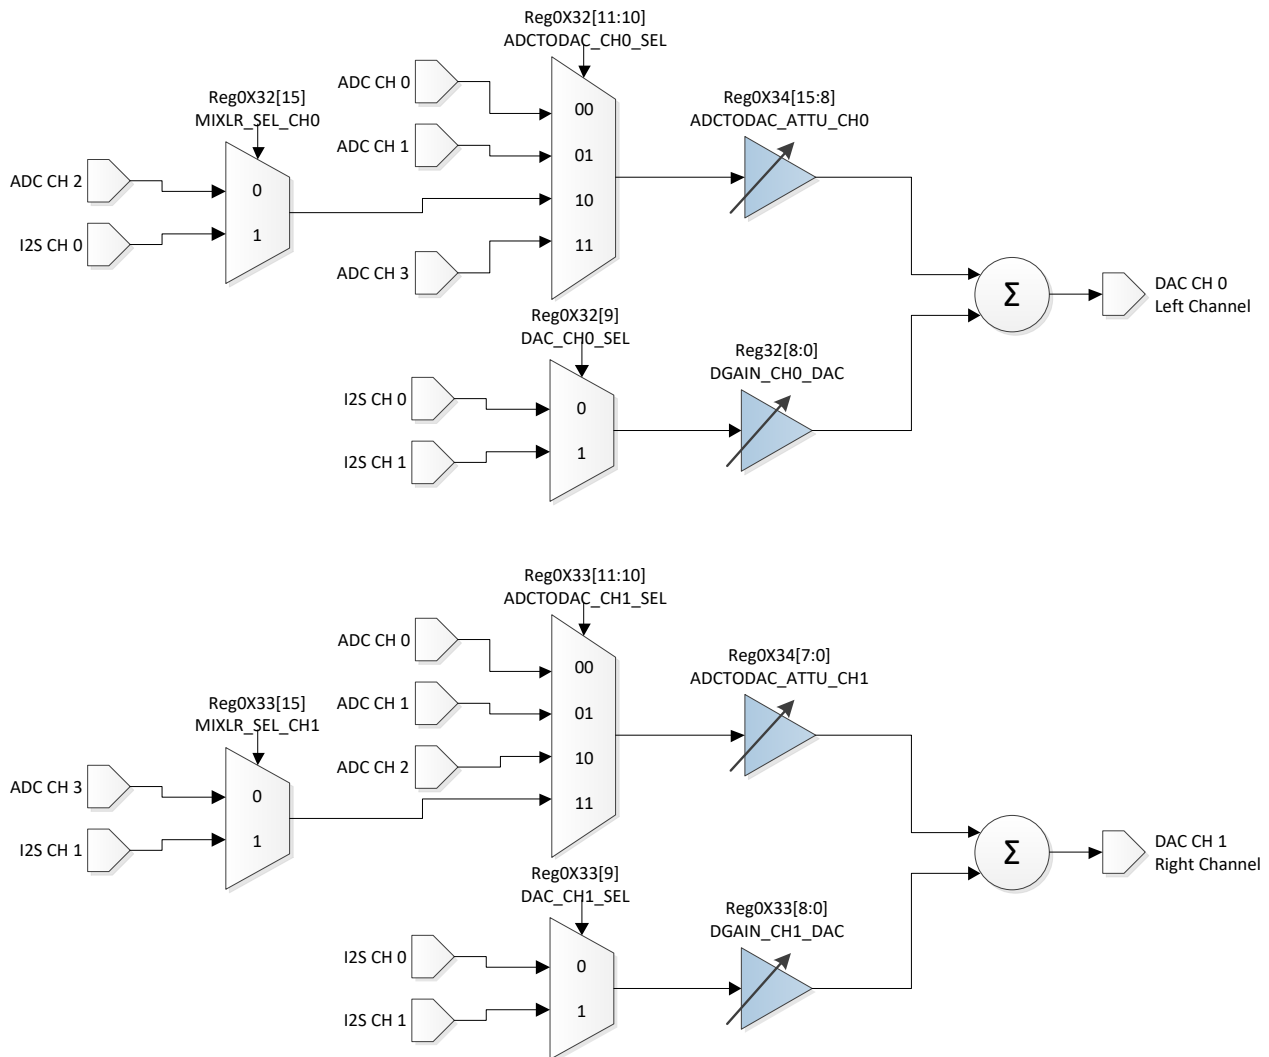 Reg0X32[11:10]
ADCTODAC_CH0_SEL
ADC CH 0
00
Reg0X32[15]
MIXLR_SEL_CH0
Reg0X34[15:8]
ADCTODAC_ATTU_CH0
ADC CH 1
01
ADC CH 2
0
10
I2S CH 0
1
11
ADC CH 3
Σ
DAC CH 0
Left Channel
Reg0X32[9]
DAC_CH0_SEL
Reg32[8:0]
DGAIN_CH0_DAC
I2S CH 0
0
I2S CH 1
1
Reg0X33[11:10]
ADCTODAC_CH1_SEL
ADC CH 0
00
Reg0X34[7:0]
ADCTODAC_ATTU_CH1
Reg0X33[15]
MIXLR_SEL_CH1
ADC CH 1
01
ADC CH 2
10
ADC CH 3
0
11
I2S CH 1
1
Σ
DAC CH 1
Right Channel
Reg0X33[9]
DAC_CH1_SEL
Reg0X33[8:0]
DGAIN_CH1_DAC
I2S CH 0
0
I2S CH 1
1